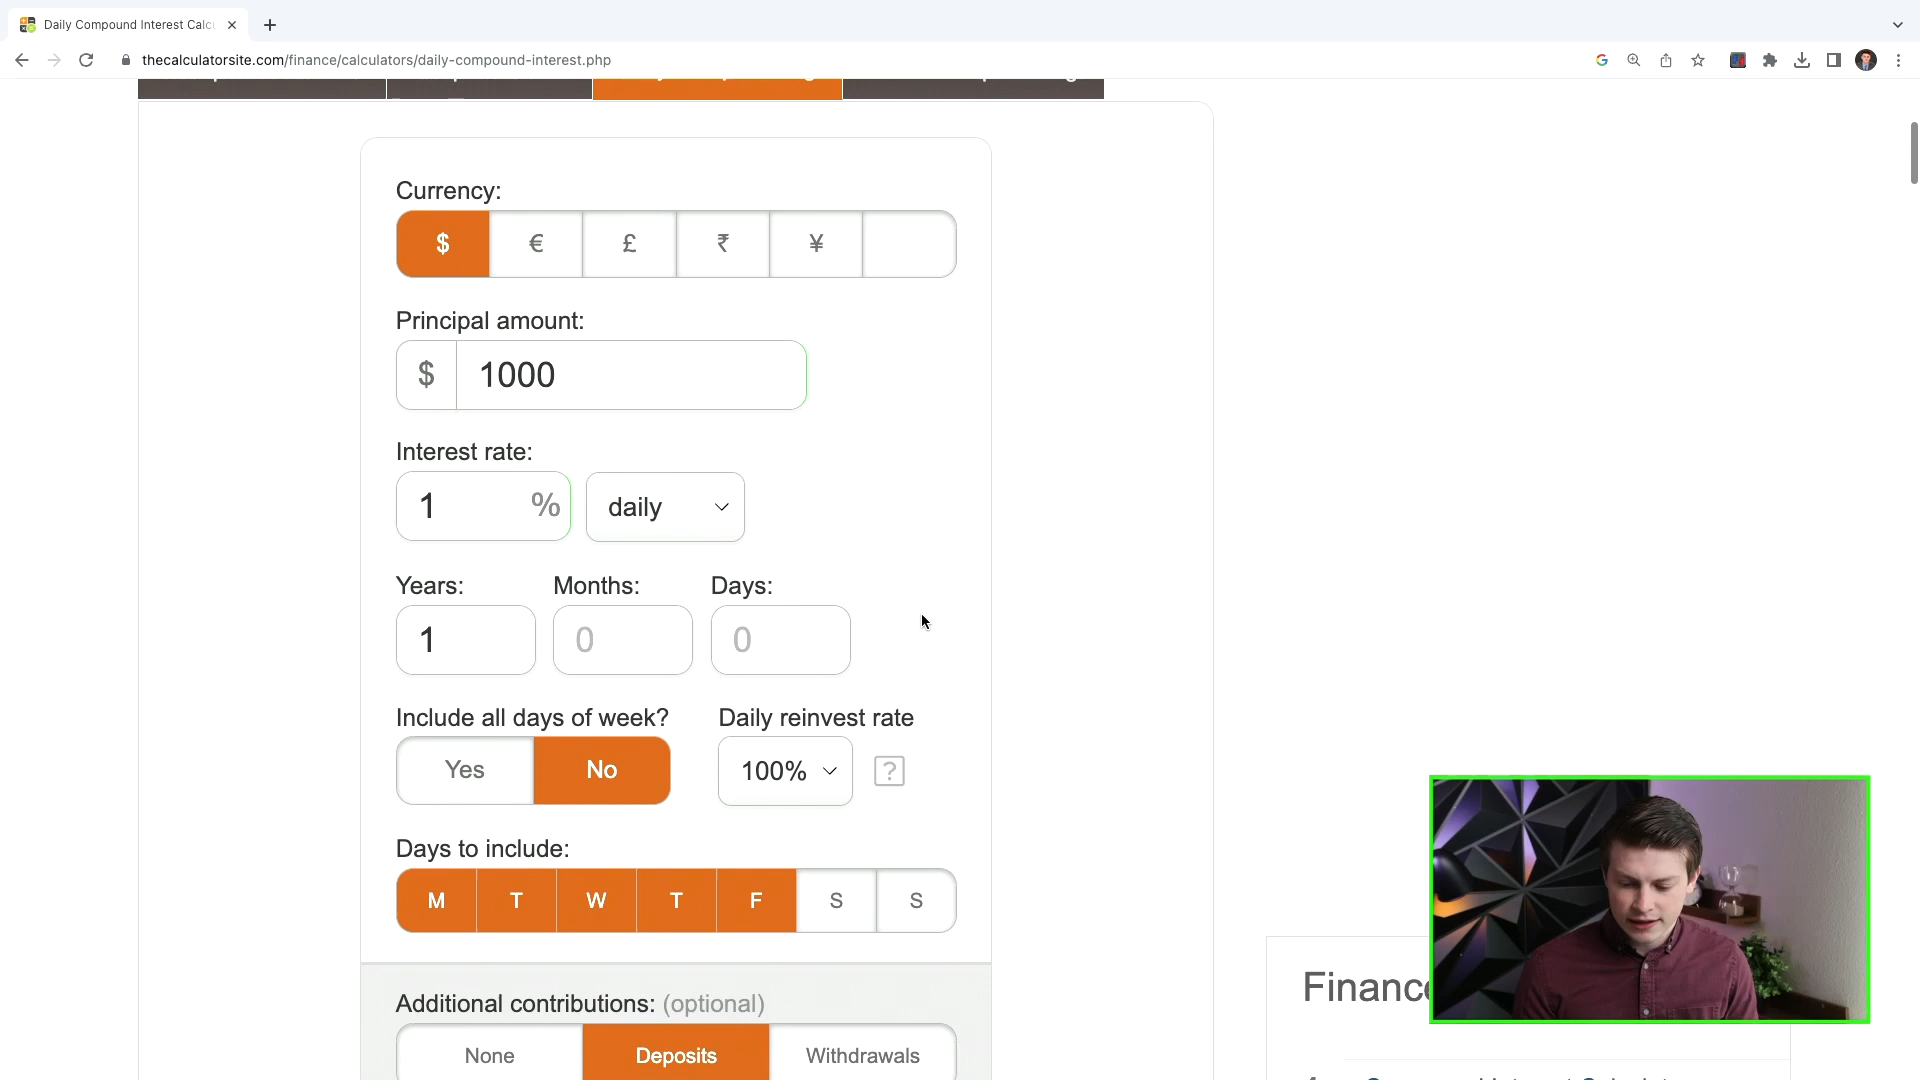 Daily Compound Interest Calc
thecalculatorsite.com/finance/calculators/daily-compound-interest.php
Currency:
$ € £ ₹ ¥
Principal amount:
$ 1000
Interest rate:
1 % daily
Years: Months: Days:
1 0 0
Include all days of week? Daily reinvest rate
Yes No 100% ?
Days to include:
M T W T F S S
Additional contributions: (optional)
None Deposits Withdrawals
Finance